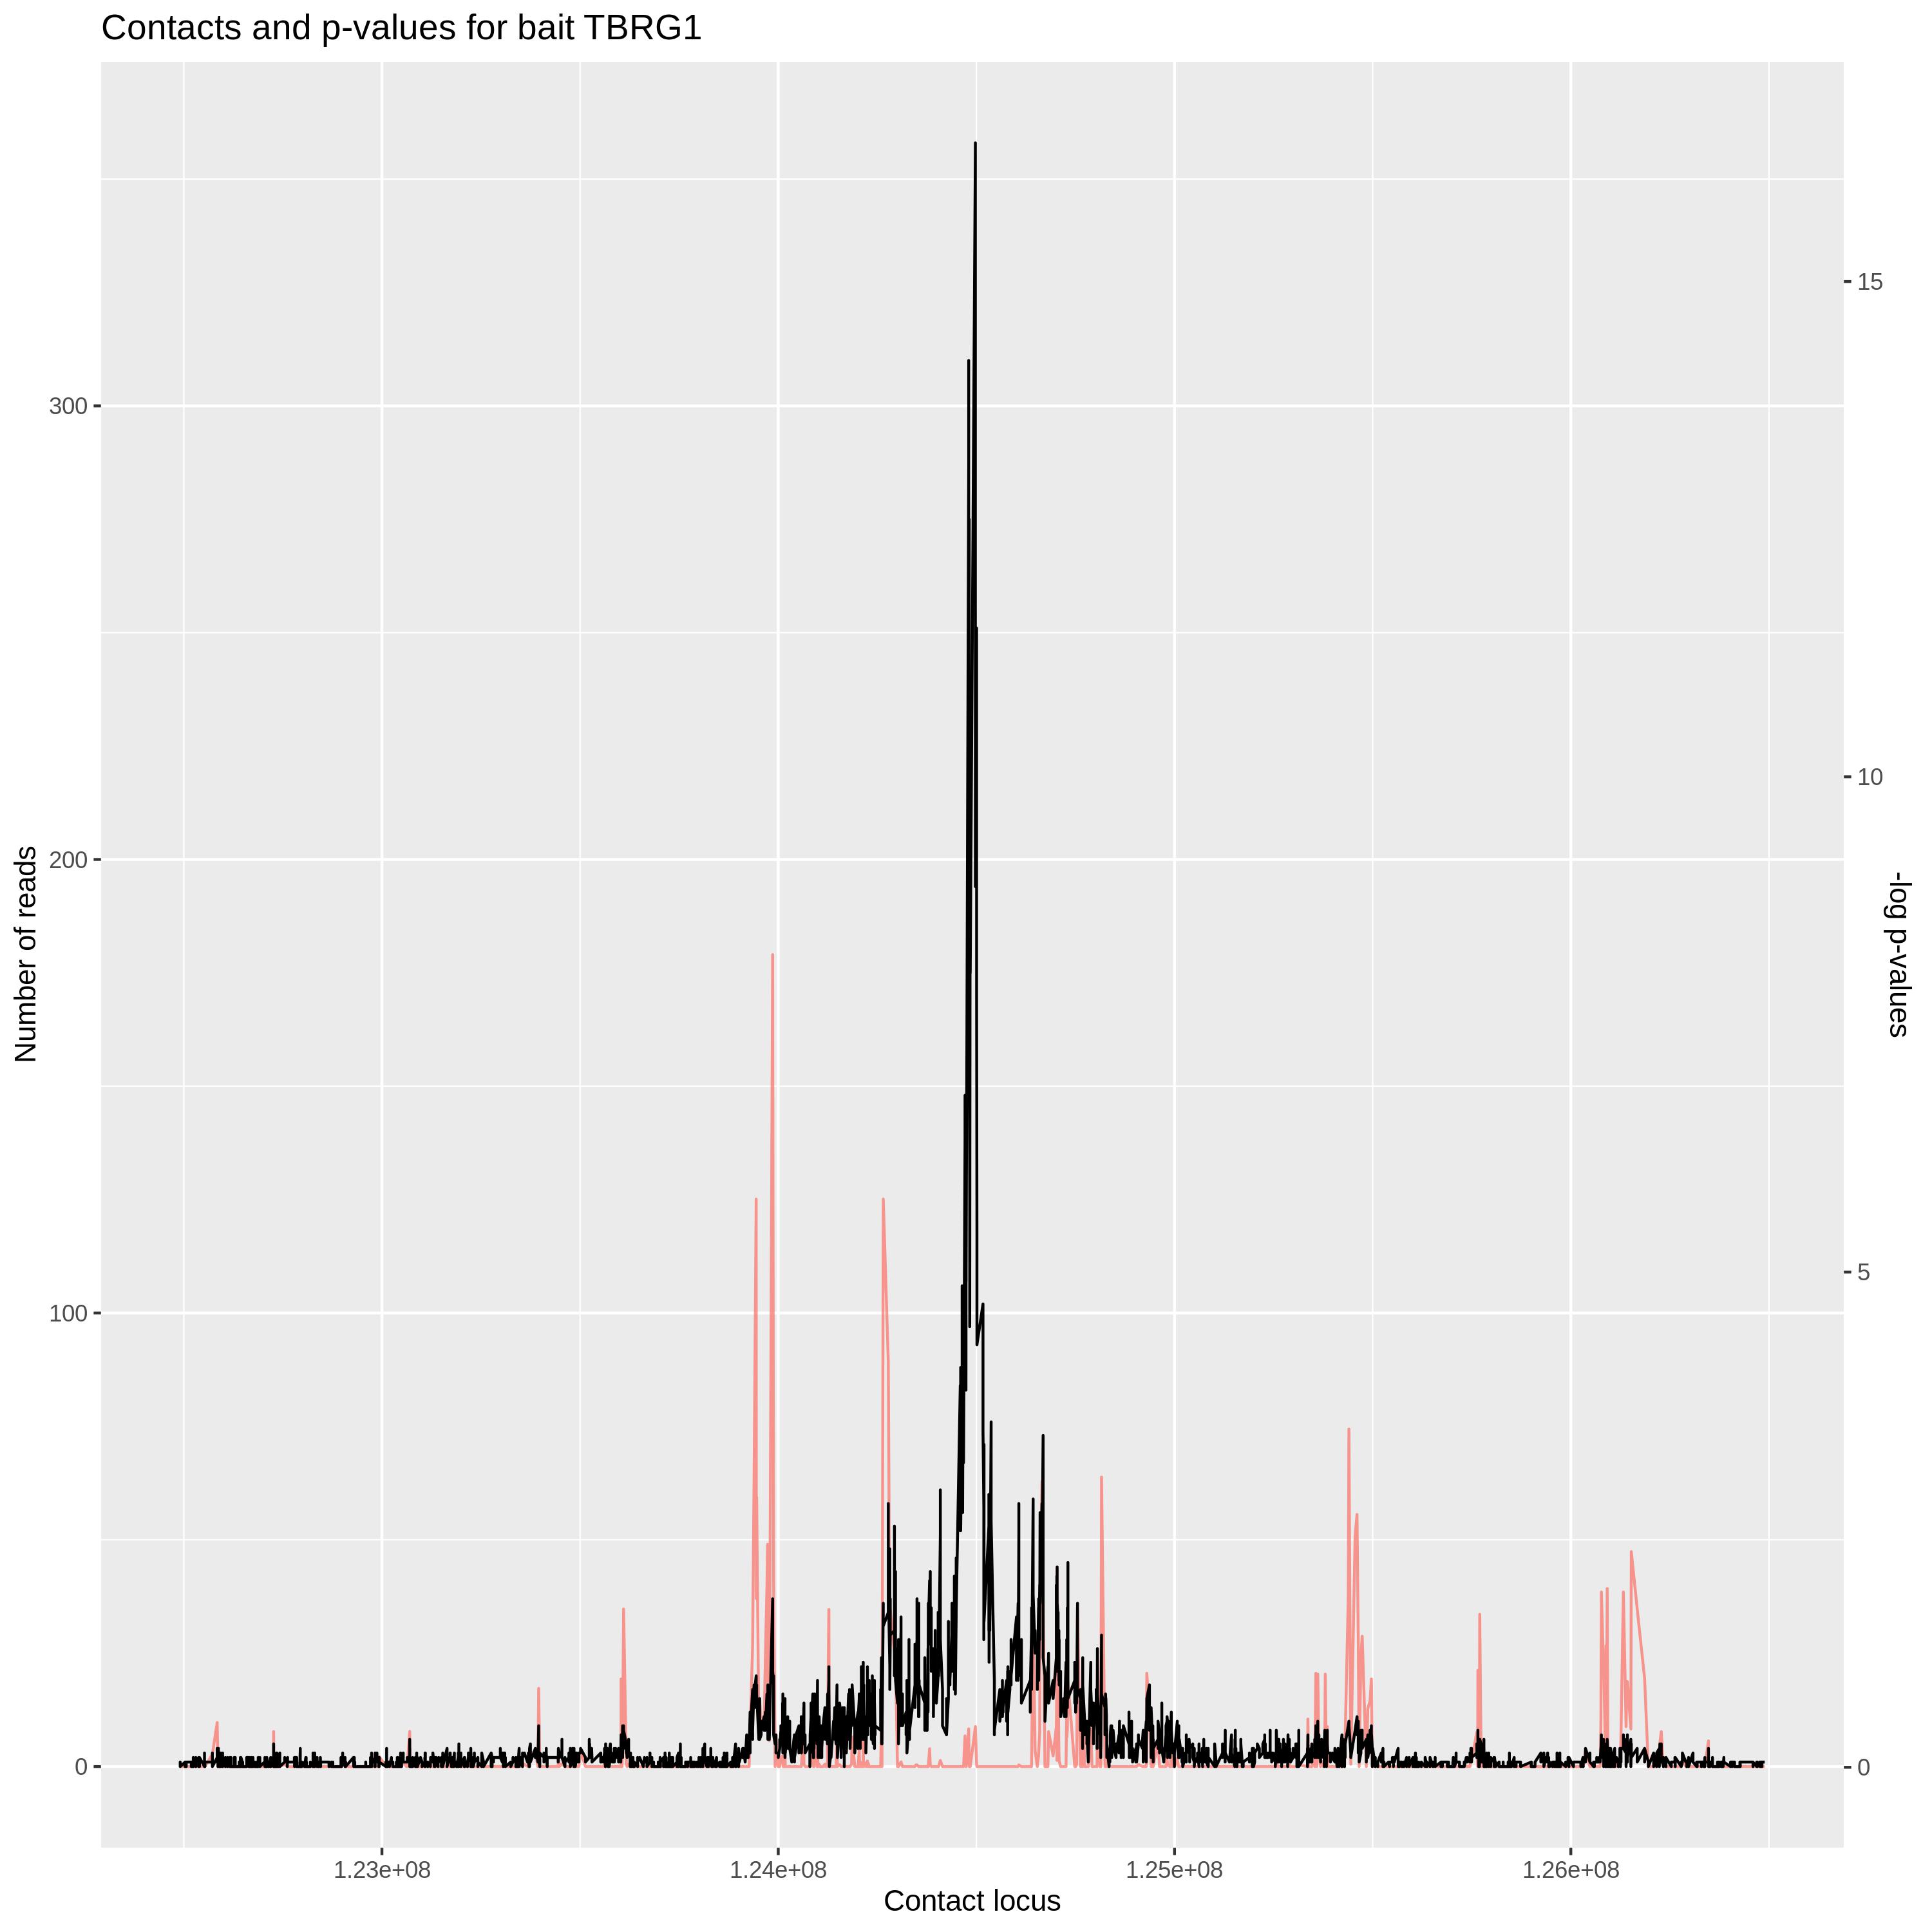 Contacts and p-values for bait TBRG1
Number of reads
300
200
100
0
15
10
5
0
-log p-values
1.23e+08 1.24e+08 1.25e+08 1.26e+08
Contact locus